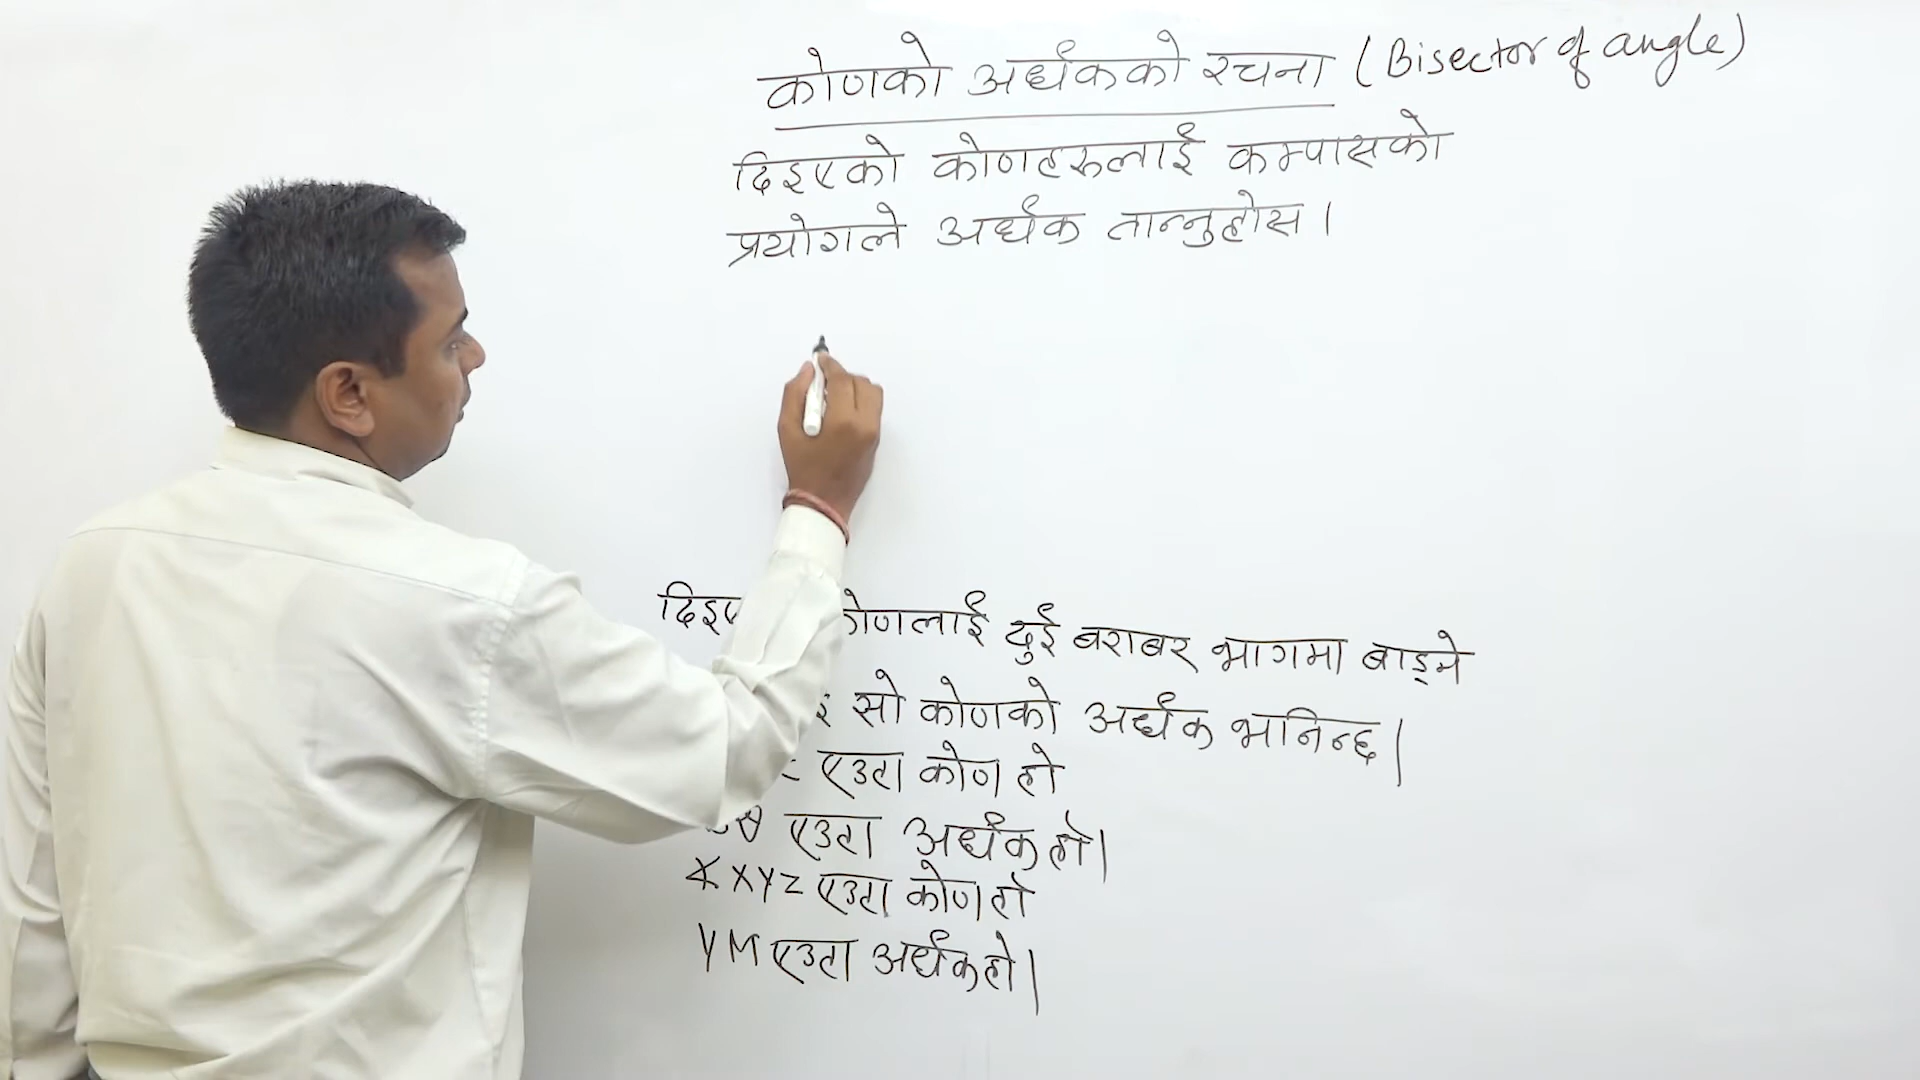 कोणको अर्धकको रचना (Bisector of angle)
दिइएको कोणहरूलाई कम्पासको
प्रयोगले अर्धक तान्नुहोस ।
कोणलाई दुई बराबर भागमा बाड्ने
सो कोणको अर्धक भनिन्छ ।
एउटा कोण हो
एउटा अर्धक हो ।
∡XYZ एउटा कोण हो
YM एउटा अर्धक हो ।